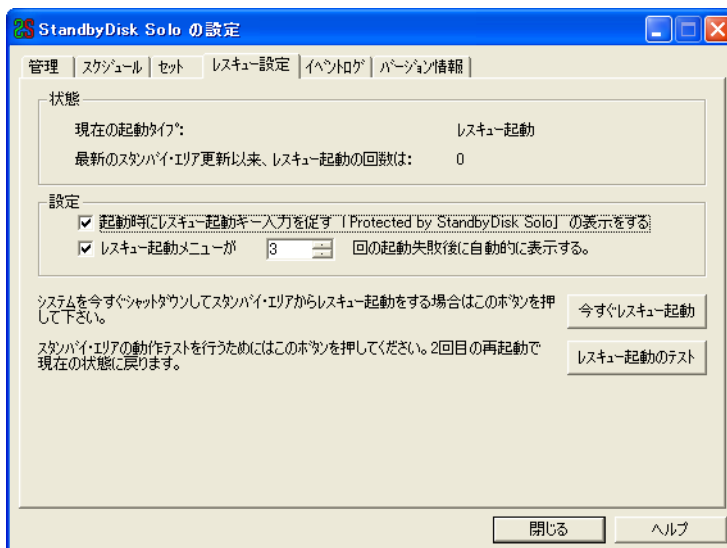 StandbyDisk Solo の設定
管理 スケジュール セット レスキュー設定 イベントログ バージョン情報
状態
現在の起動タイプ: レスキュー起動
最新のスタンバイ・エリア更新以来、レスキュー起動の回数は: 0
設定
起動時にレスキュー起動キー入力を促す「Protected by StandbyDisk Solo」の表示をする
レスキュー起動メニューが 3 回の起動失敗後に自動的に表示する。
システムを今すぐシャットダウンしてスタンバイ・エリアからレスキュー起動をする場合はこのボタンを押
して下さい。
今すぐレスキュー起動
スタンバイ・エリアの動作テストを行うためにはこのボタンを押してください。2回目の再起動で
現在の状態に戻ります。
レスキュー起動のテスト
閉じる ヘルプ